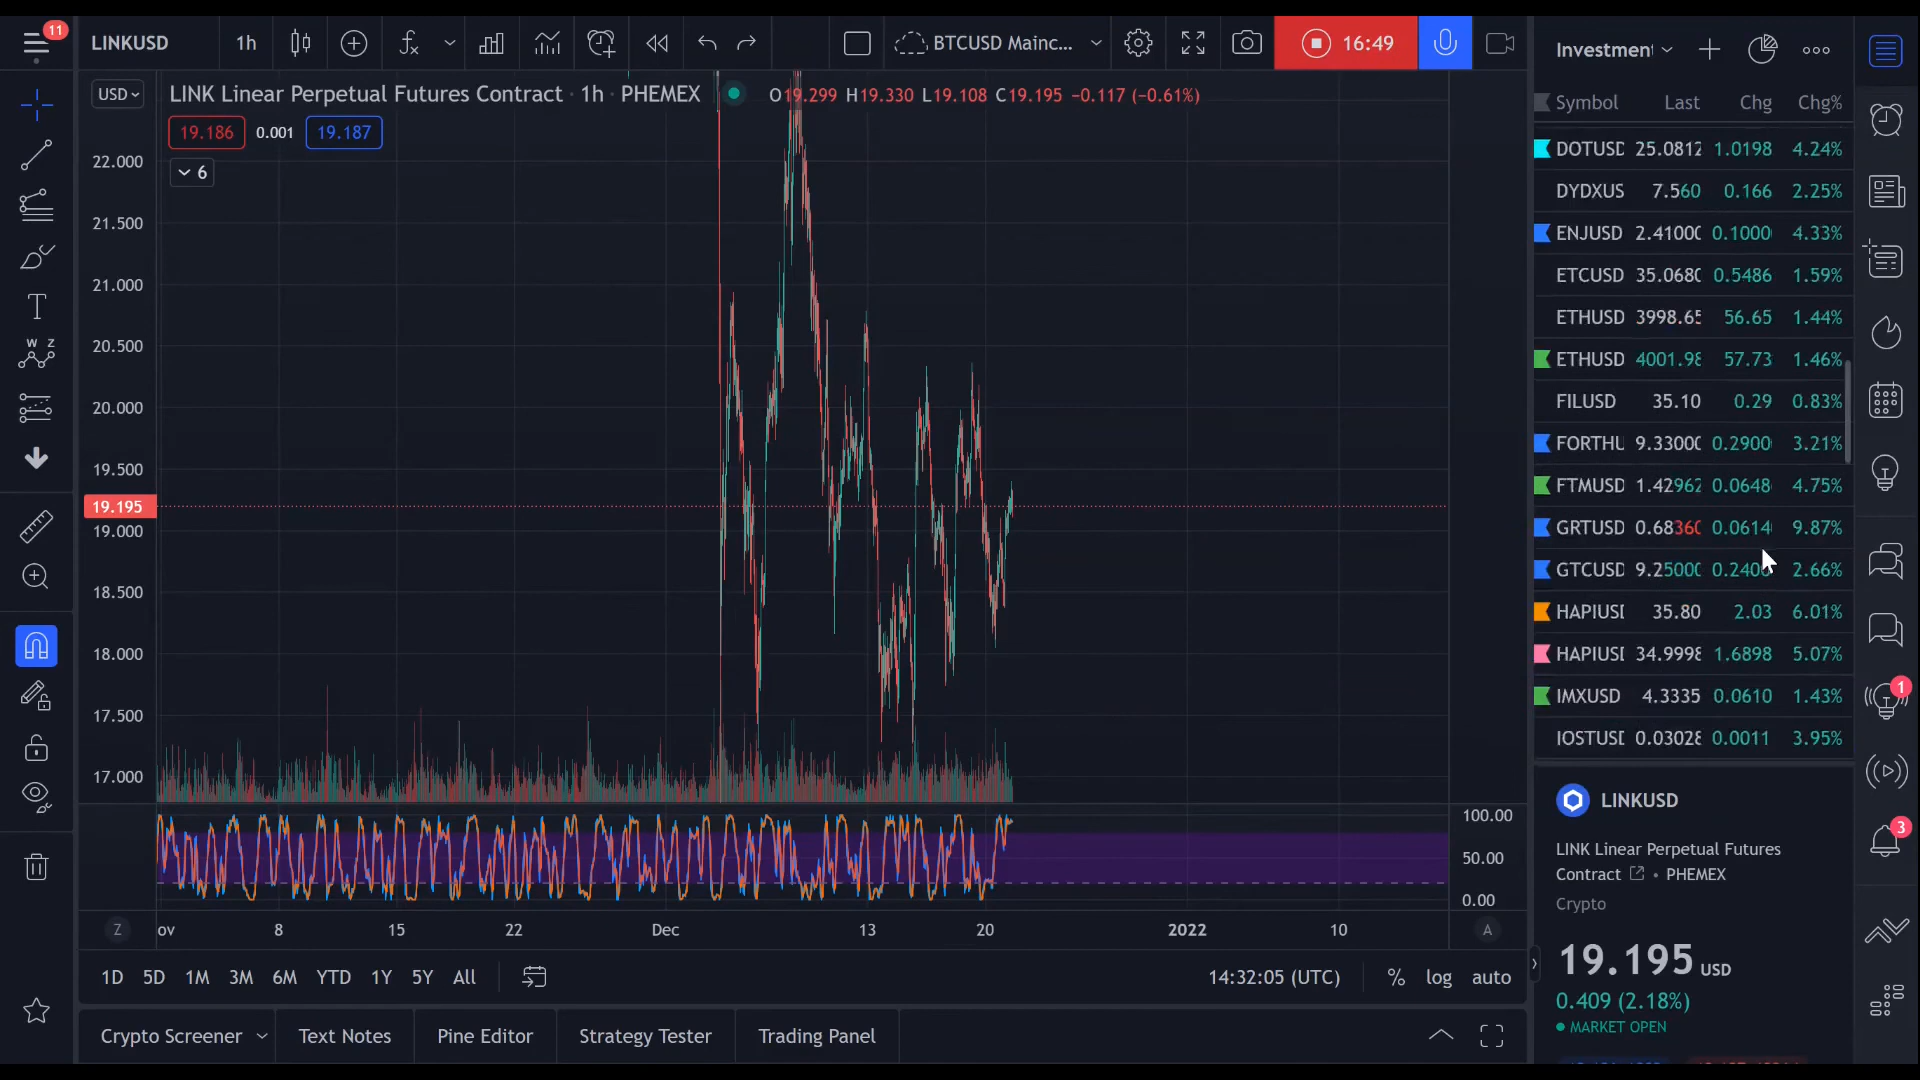 11
LINKUSD 1h BTCUSD Mainc... 16:49
LINK Linear Perpetual Futures Contract · 1h · PHEMEX O19.299 H19.330 L19.108 C19.195 −0.117 (−0.61%)
USD
19.186 0.001 19.187
6
22.000
21.500
21.000
20.500
20.000
19.500
19.195
19.000
18.500
18.000
17.500
17.000
100.00
50.00
0.00
Z ov 8 15 22 Dec 13 20 2022 10 A
1D 5D 1M 3M 6M YTD 1Y 5Y All 14:32:05 (UTC) % log auto
Crypto Screener Text Notes Pine Editor Strategy Tester Trading Panel
T
W Z
Investment
Symbol Last Chg Chg%
DOTUSD 25.0812 1.0198 4.24%
DYDXUS 7.560 0.166 2.25%
ENJUSD 2.41000 0.1000 4.33%
ETCUSD 35.0680 0.5486 1.59%
ETHUSD 3998.65 56.65 1.44%
ETHUSD 4001.98 57.73 1.46%
FILUSD 35.10 0.29 0.83%
FORTHU 9.33000 0.2900 3.21%
FTMUSD 1.42962 0.0648 4.75%
GRTUSD 0.68360 0.0614 9.87%
GTCUSD 9.25000 0.2400 2.66%
HAPIUSD 35.80 2.03 6.01%
HAPIUSD 34.9998 1.6898 5.07%
IMXUSD 4.3335 0.0610 1.43%
IOSTUSD 0.03028 0.0011 3.95%
LINKUSD
LINK Linear Perpetual Futures
Contract • PHEMEX
Crypto
19.195 USD
0.409 (2.18%)
MARKET OPEN
1
3